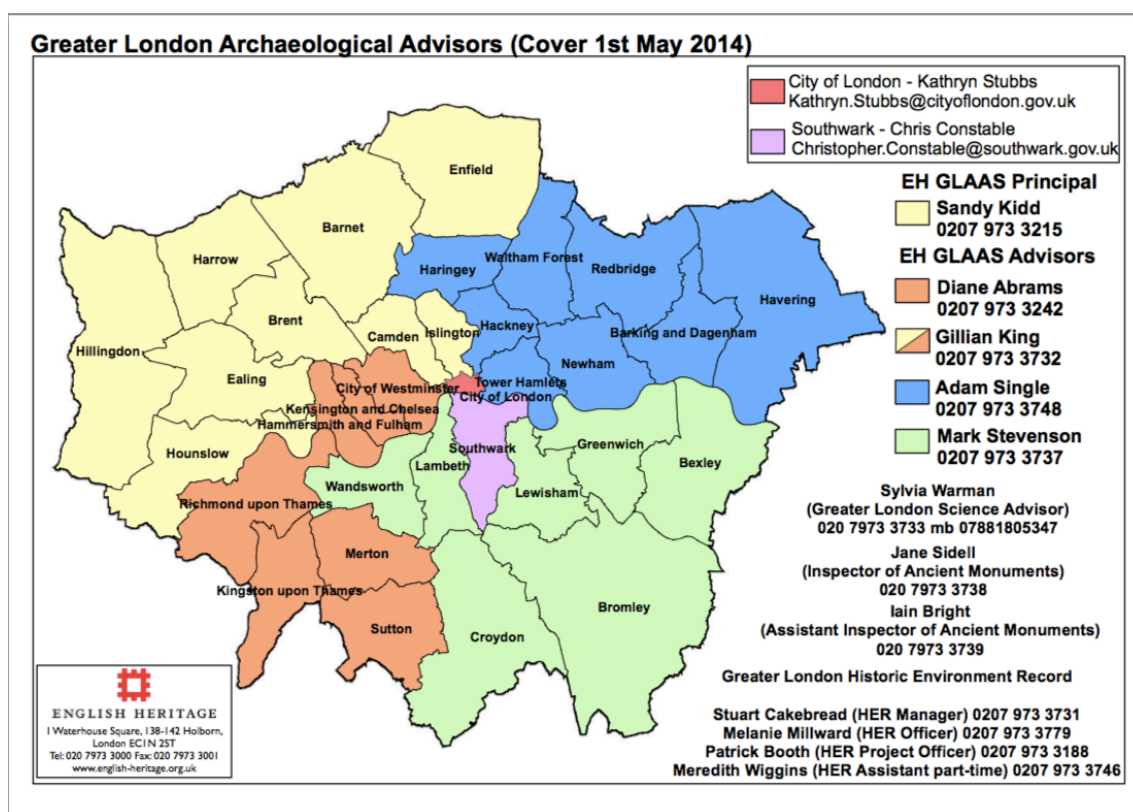 Greater London Archaeological Advisors (Cover 1st May 2014)
City of London - Kathryn Stubbs
Kathryn.Stubbs@cityoflondon.gov.uk
Southwark - Chris Constable
Christopher.Constable@southwark.gov.uk
EH GLAAS Principal
Sandy Kidd
0207 973 3215
EH GLAAS Advisors
Diane Abrams
0207 973 3242
Gillian King
0207 973 3732
Adam Single
0207 973 3748
Mark Stevenson
0207 973 3737
Sylvia Warman
(Greater London Science Advisor)
020 7973 3733 mb 07881805347
Jane Sidell
(Inspector of Ancient Monuments)
020 7973 3738
Iain Bright
(Assistant Inspector of Ancient Monuments)
020 7973 3739
Greater London Historic Environment Record
Stuart Cakebread (HER Manager) 0207 973 3731
Melanie Millward (HER Officer) 0207 973 3779
Patrick Booth (HER Project Officer) 0207 973 3188
Meredith Wiggins (HER Assistant part-time) 0207 973 3746
Enfield
Barnet
Harrow
Haringey
Waltham Forest
Redbridge
Havering
Brent
Camden
Islington
Hackney
Barking and Dagenham
Hillingdon
Ealing
Newham
City of Westminster
Tower Hamlets
City of London
Kensington and Chelsea
Hammersmith and Fulham
Hounslow
Southwark
Greenwich
Lambeth
Bexley
Wandsworth
Lewisham
Richmond upon Thames
Merton
Kingston upon Thames
Bromley
Sutton
Croydon
ENGLISH HERITAGE
1 Waterhouse Square, 138-142 Holborn,
London EC1N 2ST
Tel: 020 7973 3000 Fax: 020 7973 3001
www.english-heritage.org.uk